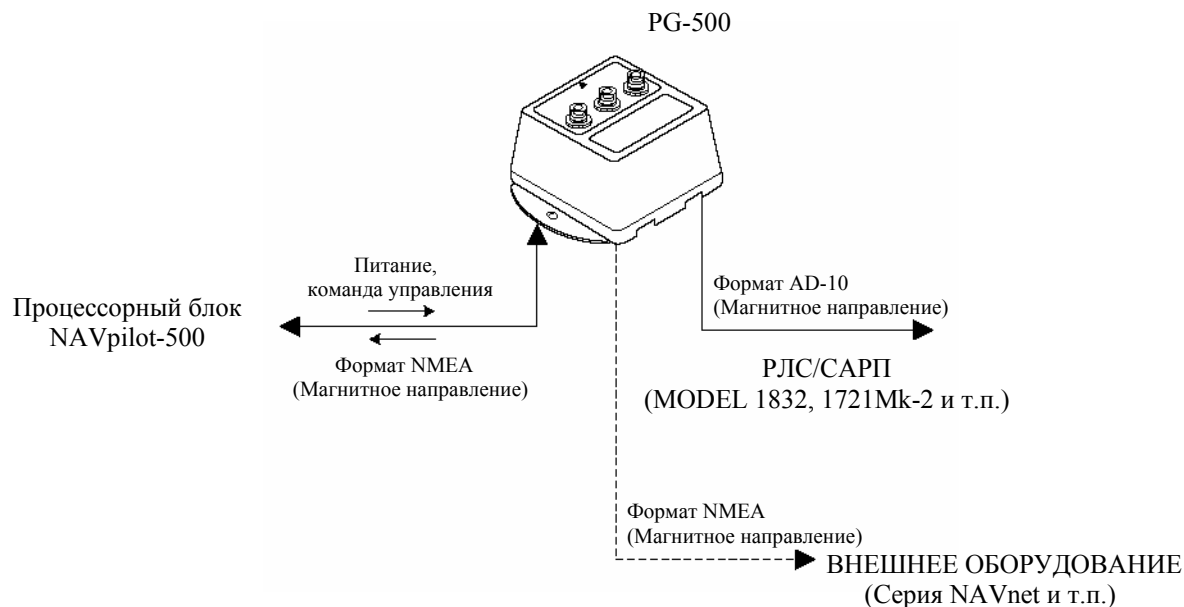 PG-500
Питание,
команда управления
Процессорный блок
NAVpilot-500
Формат NMEA
(Магнитное направление)
Формат AD-10
(Магнитное направление)
РЛС/САРП
(MODEL 1832, 1721Mk-2 и т.п.)
Формат NMEA
(Магнитное направление)
ВНЕШНЕЕ ОБОРУДОВАНИЕ
(Серия NAVnet и т.п.)